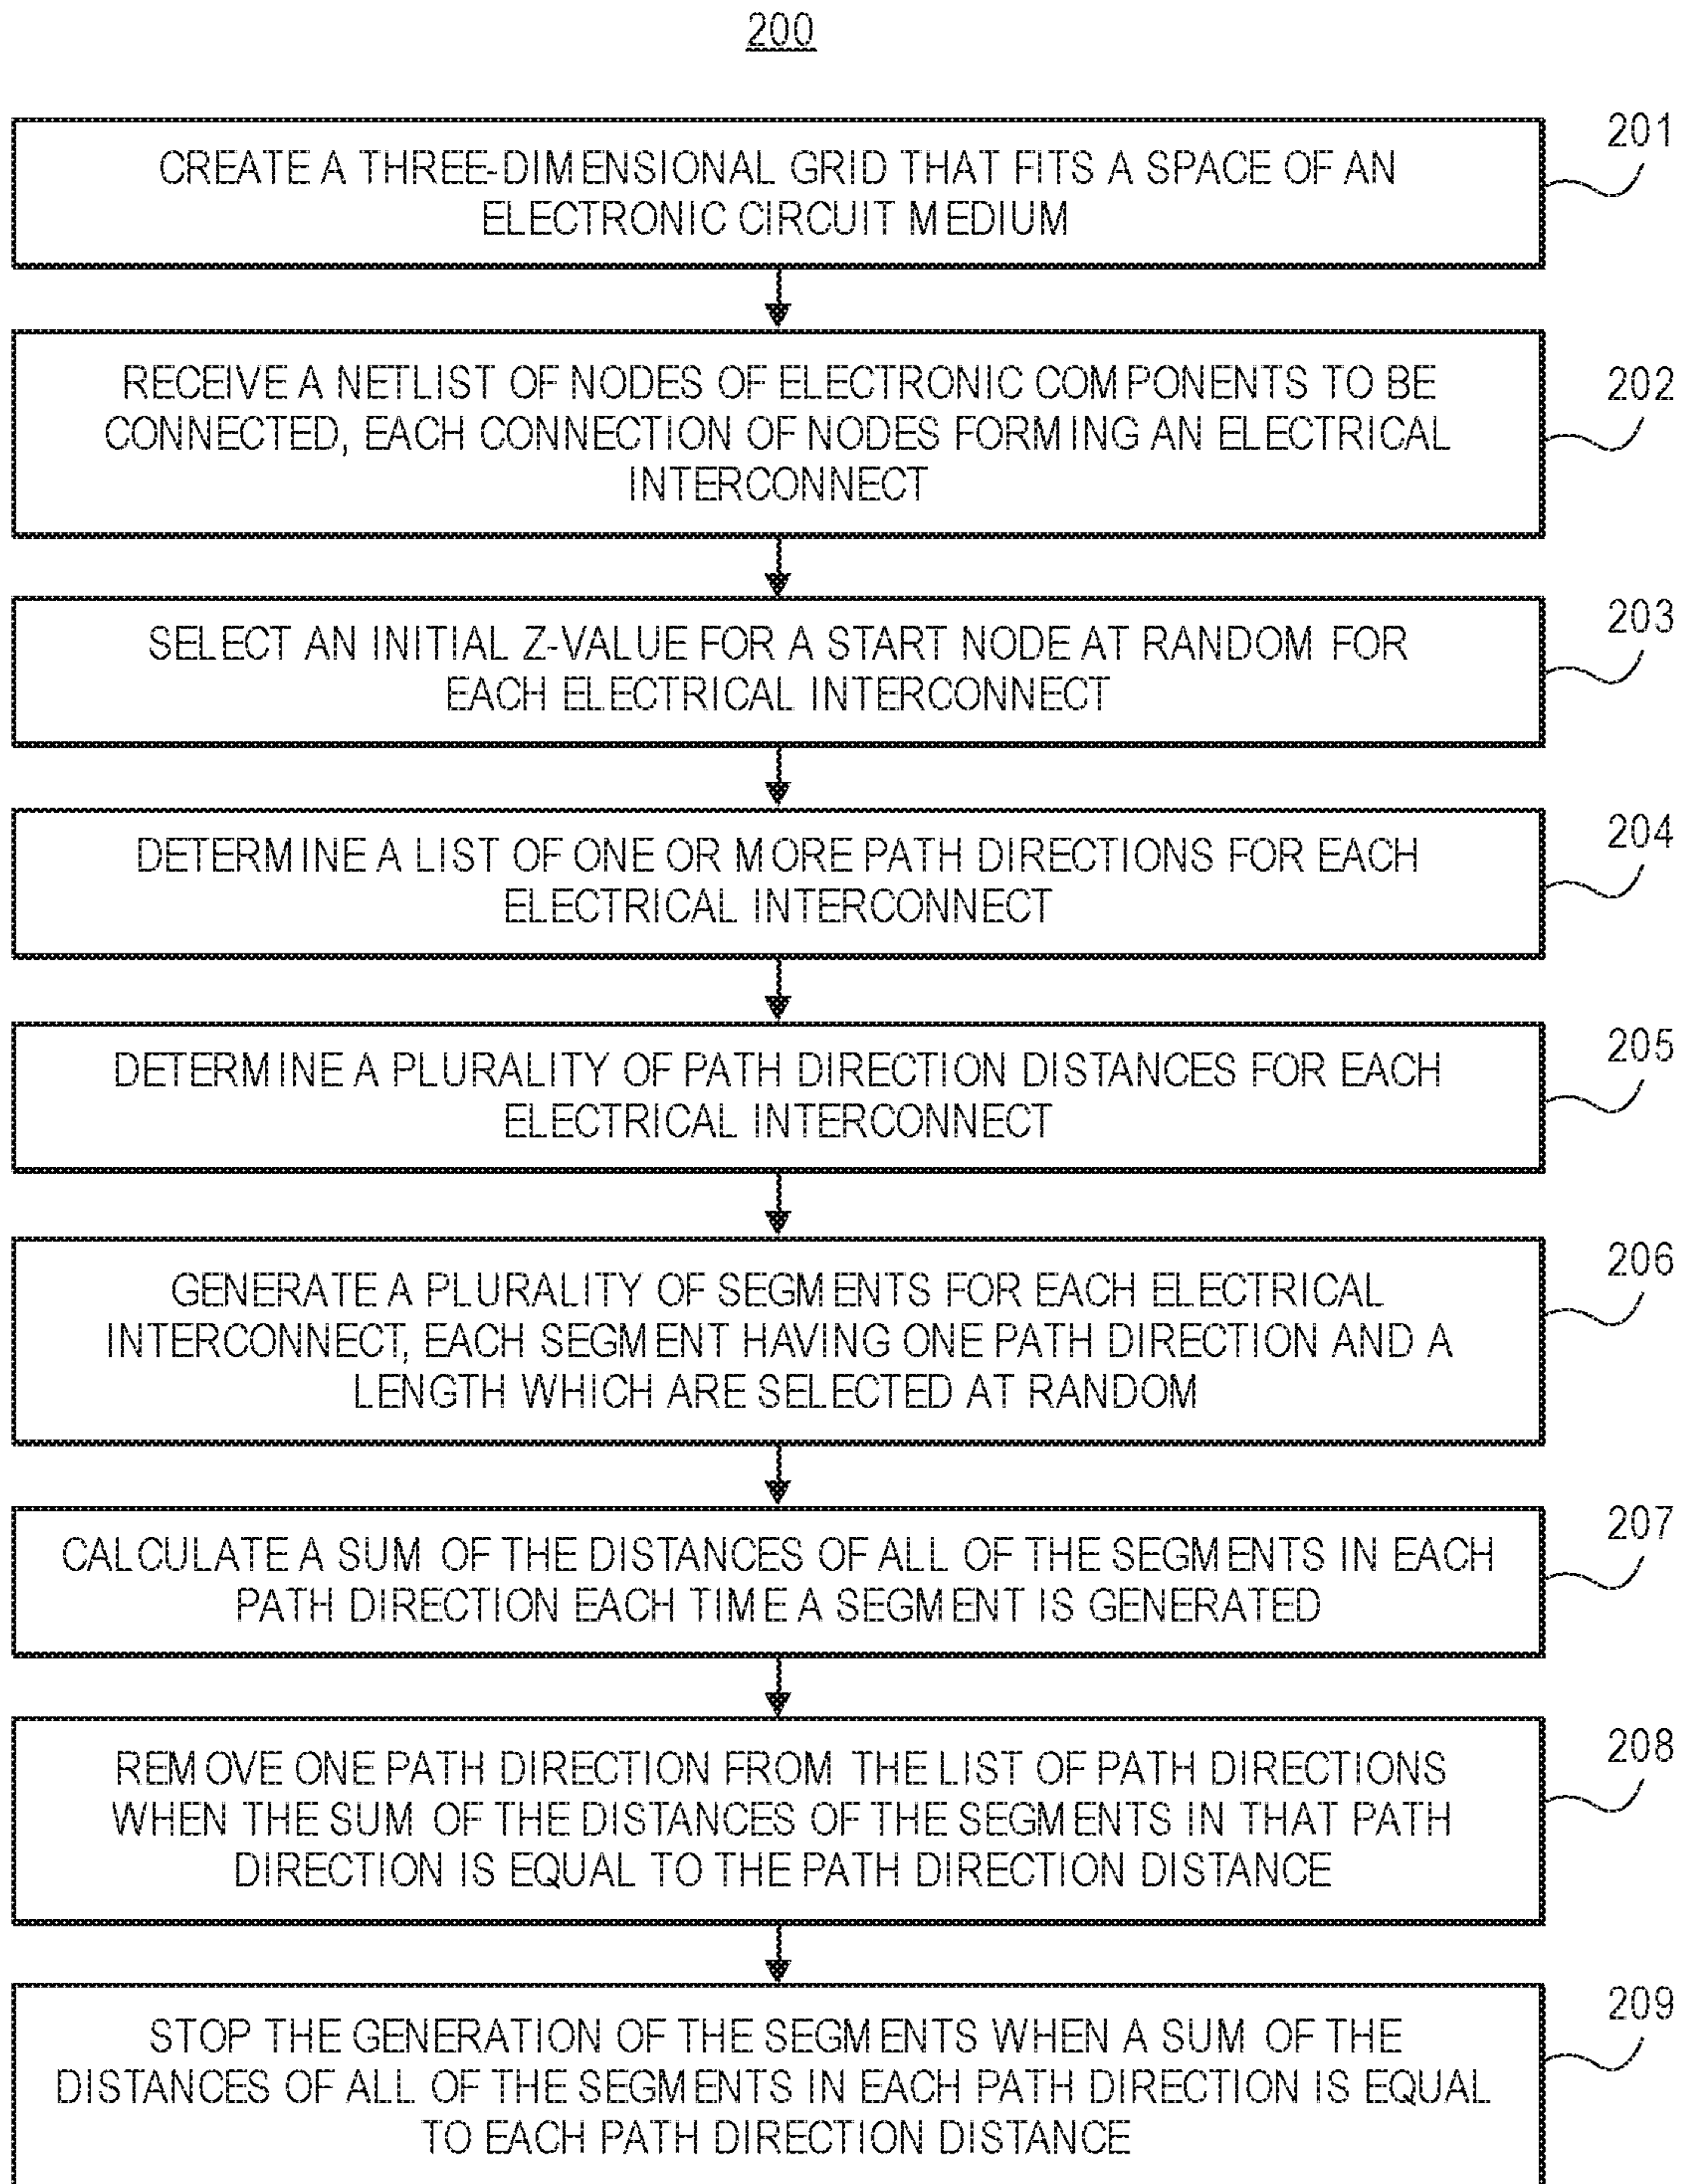 200
201
CREATE A THREE-DIMENSIONAL GRID THAT FITS A SPACE OF AN
ELECTRONIC CIRCUIT MEDIUM
202
RECEIVE A NETLIST OF NODES OF ELECTRONIC COMPONENTS TO BE
CONNECTED, EACH CONNECTION OF NODES FORMING AN ELECTRICAL
INTERCONNECT
203
SELECT AN INITIAL Z-VALUE FOR A START NODE AT RANDOM FOR
EACH ELECTRICAL INTERCONNECT
204
DETERMINE A LIST OF ONE OR MORE PATH DIRECTIONS FOR EACH
ELECTRICAL INTERCONNECT
205
DETERMINE A PLURALITY OF PATH DIRECTION DISTANCES FOR EACH
ELECTRICAL INTERCONNECT
206
GENERATE A PLURALITY OF SEGMENTS FOR EACH ELECTRICAL
INTERCONNECT, EACH SEGMENT HAVING ONE PATH DIRECTION AND A
LENGTH WHICH ARE SELECTED AT RANDOM
207
CALCULATE A SUM OF THE DISTANCES OF ALL OF THE SEGMENTS IN EACH
PATH DIRECTION EACH TIME A SEGMENT IS GENERATED
208
REMOVE ONE PATH DIRECTION FROM THE LIST OF PATH DIRECTIONS
WHEN THE SUM OF THE DISTANCES OF THE SEGMENTS IN THAT PATH
DIRECTION IS EQUAL TO THE PATH DIRECTION DISTANCE
209
STOP THE GENERATION OF THE SEGMENTS WHEN A SUM OF THE
DISTANCES OF ALL OF THE SEGMENTS IN EACH PATH DIRECTION IS EQUAL
TO EACH PATH DIRECTION DISTANCE